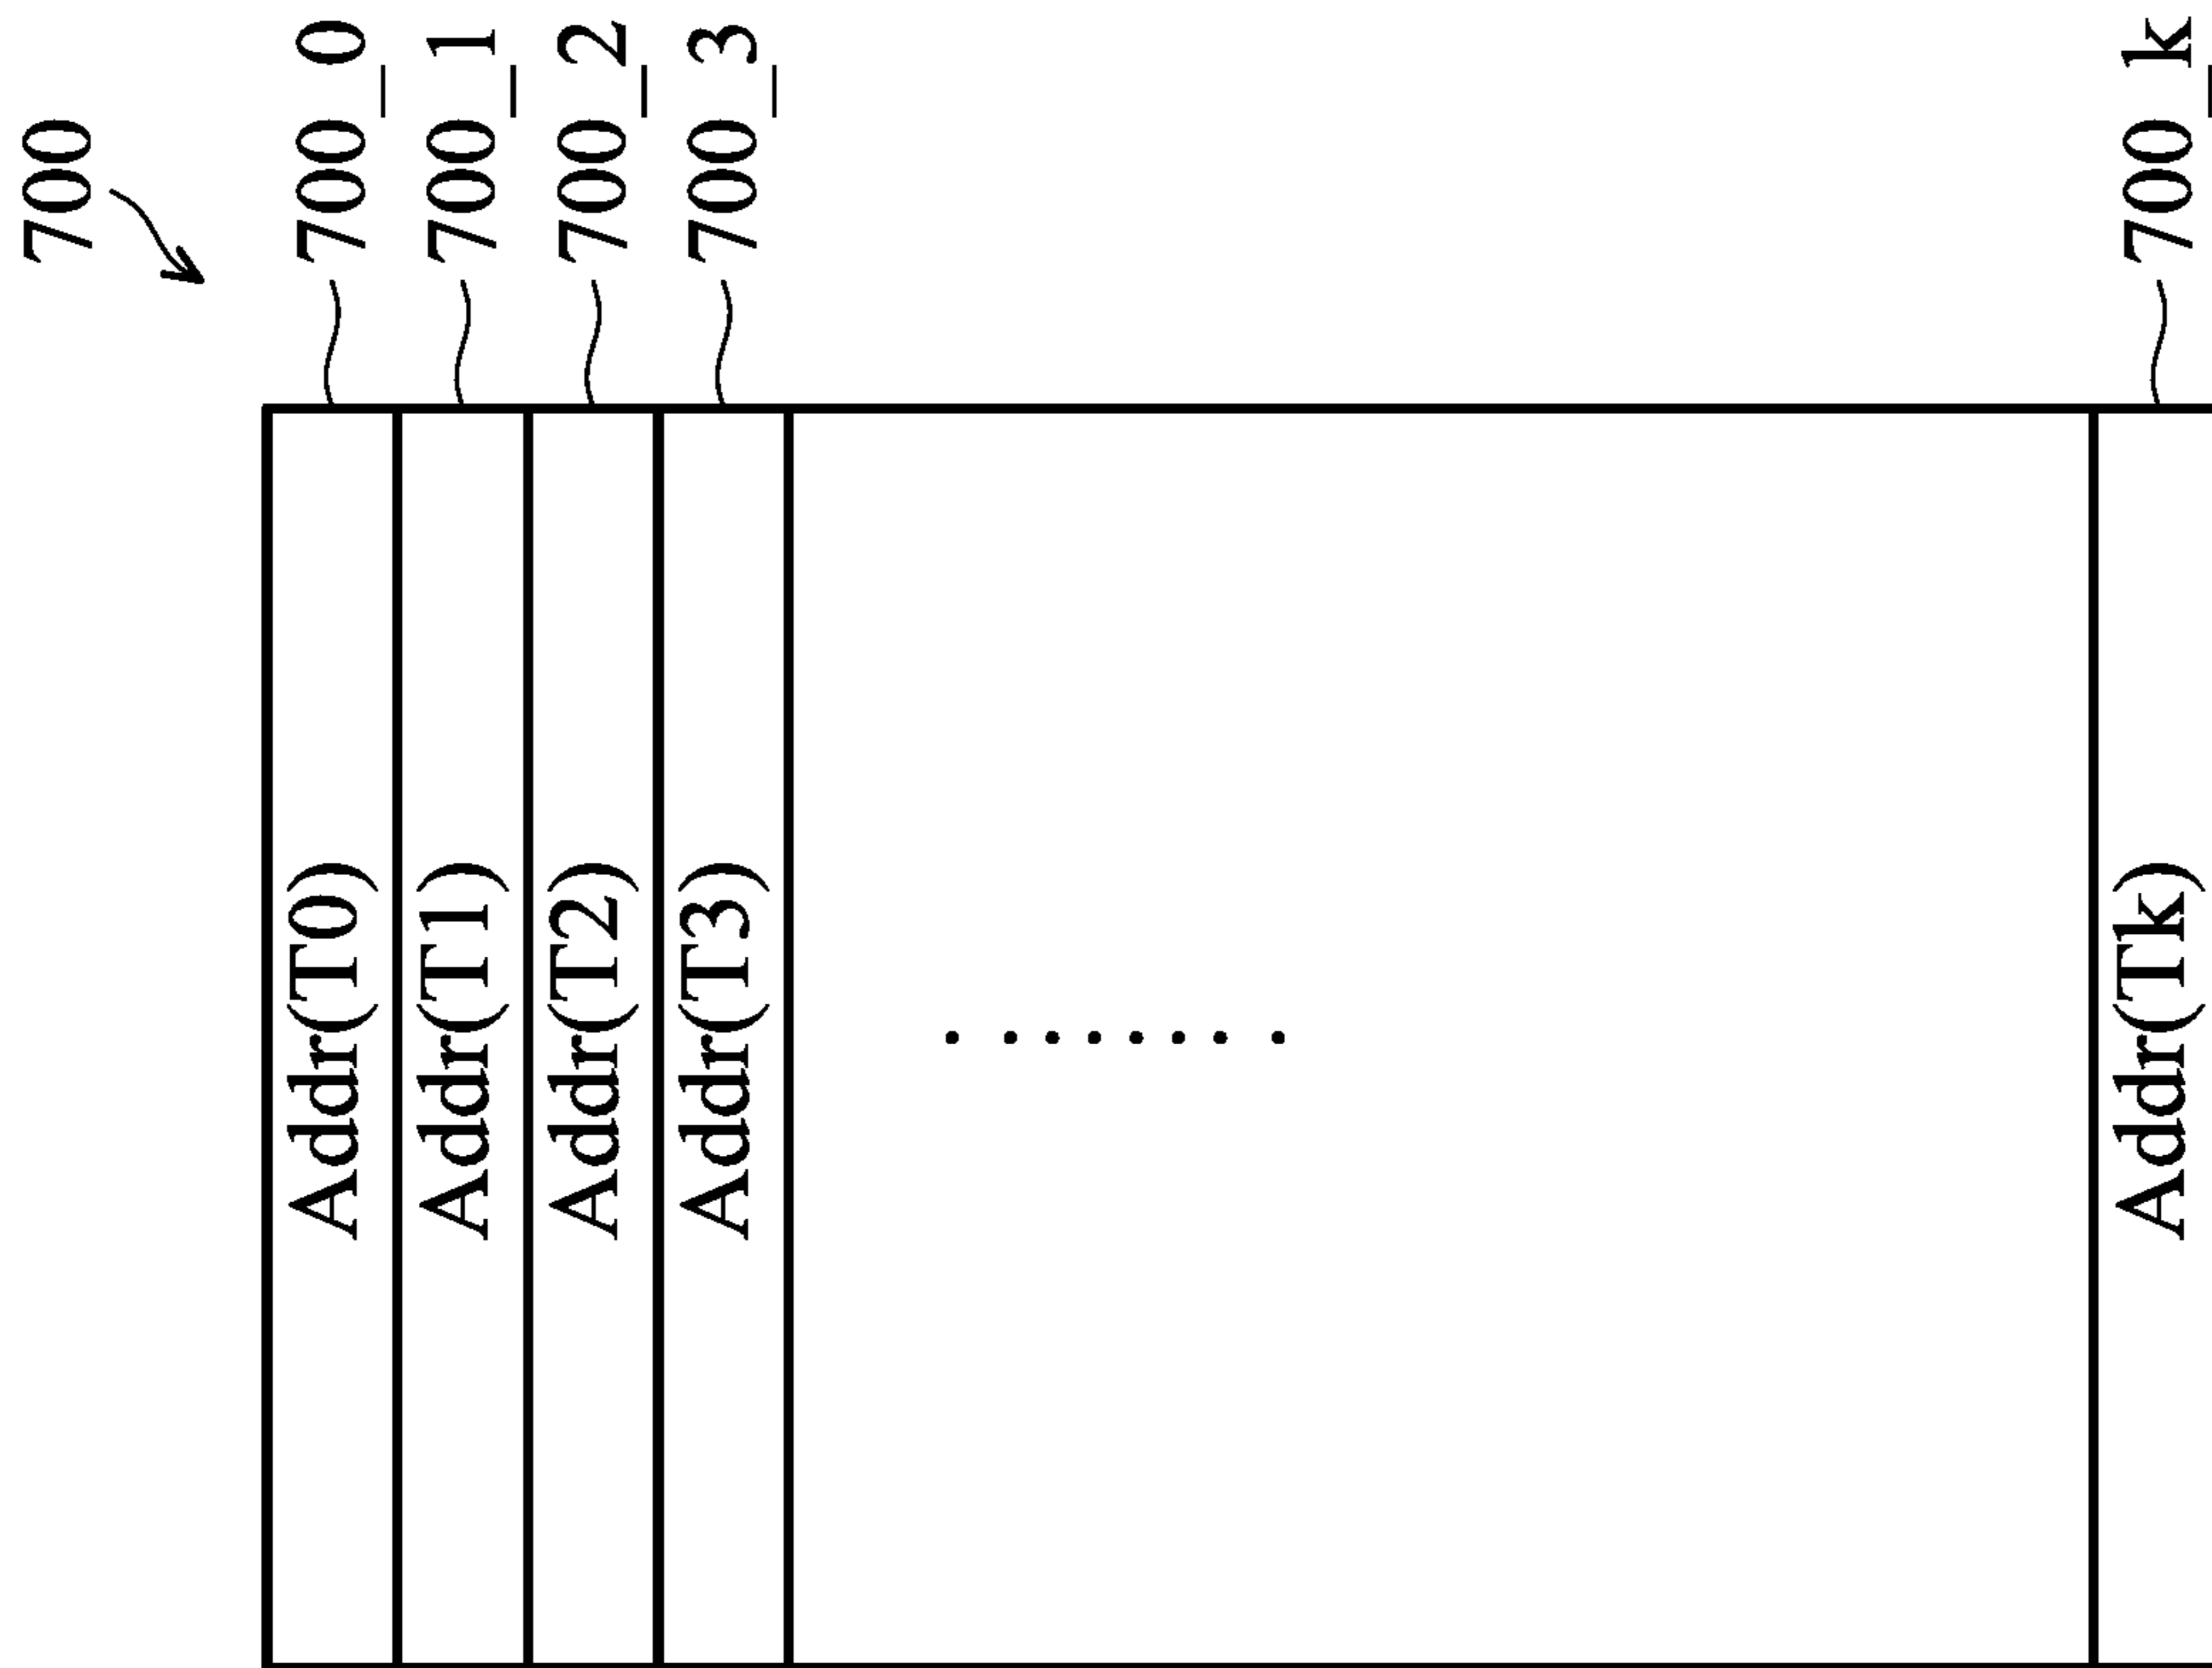 700
Addr(T0) 700_0
Addr(T1) 700_1
Addr(T2) 700_2
Addr(T3) 700_3
. . . . . . . .
Addr(Tk) 700_k